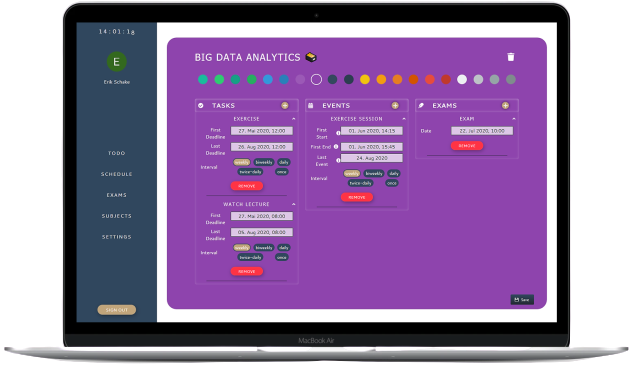 14:01:18
E
Erik Schake
TODO
SCHEDULE
EXAMS
SUBJECTS
SETTINGS
SIGN OUT
BIG DATA ANALYTICS
TASKS
EXERCISE
First Deadline 27. Mai 2020, 12:00
Last Deadline 26. Aug 2020, 12:00
Interval weekly biweekly daily
twice-daily once
REMOVE
WATCH LECTURE
First Deadline 27. Mai 2020, 08:00
Last Deadline 05. Aug 2020, 08:00
Interval weekly biweekly daily
twice-daily once
REMOVE
EVENTS
EXERCISE SESSION
First Start 01. Jun 2020, 14:15
First End 01. Jun 2020, 15:45
Last Event 24. Aug 2020
Interval weekly biweekly daily
twice-daily once
REMOVE
EXAMS
EXAM
Date 22. Jul 2020, 10:00
REMOVE
Save
MacBook Air